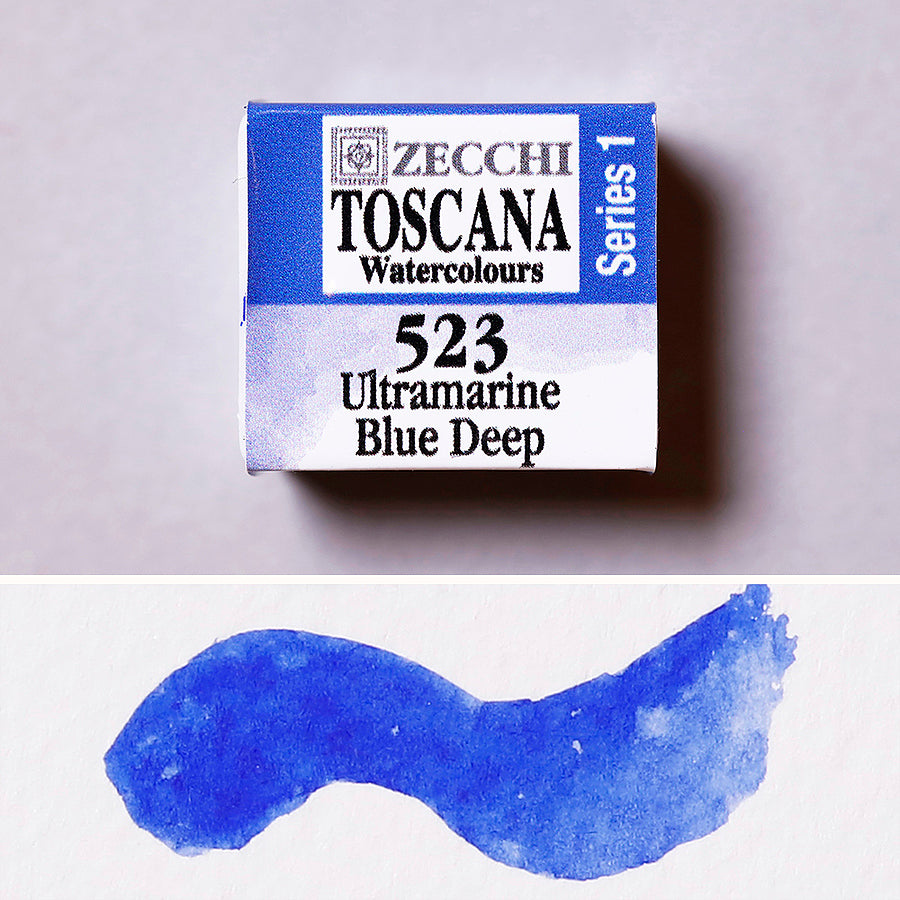 ZECCHI
TOSCANA
Watercolours
Series 1
523
Ultramarine
Blue Deep